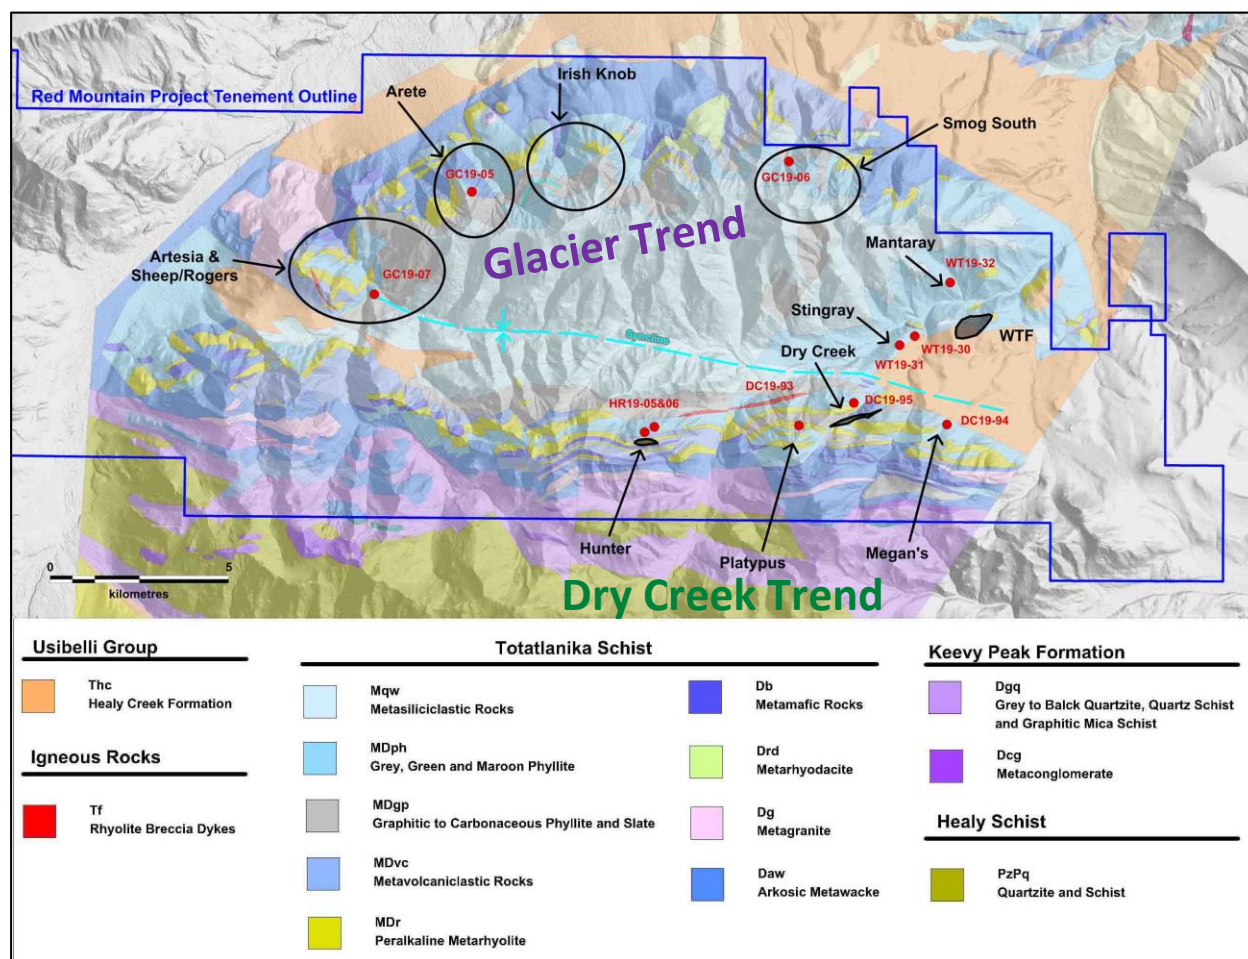 Red Mountain Project Tenement Outline
Arete
Irish Knob
Smog South
GC19-05
GC19-06
Glacier Trend
Artesia &
Sheep/Rogers
GC19-07
Mantaray
WT19-32
Stingray
WTF
WT19-30
WT19-31
Syncline
Dry Creek
DC19-93
DC19-95
HR19-05&06
DC19-94
Hunter
Platypus
Megan's
0 5
kilometres
Dry Creek Trend
Usibelli Group
Thc
Healy Creek Formation
Igneous Rocks
Tf
Rhyolite Breccia Dykes
Totatlanika Schist
Mqw
Metasiliciclastic Rocks
MDph
Grey, Green and Maroon Phyllite
MDgp
Graphitic to Carbonaceous Phyllite and Slate
MDvc
Metavolcaniclastic Rocks
MDr
Peralkaline Metarhyolite
Db
Metamafic Rocks
Drd
Metarhyodacite
Dg
Metagranite
Daw
Arkosic Metawacke
Keevy Peak Formation
Dgq
Grey to Balck Quartzite, Quartz Schist
and Graphitic Mica Schist
Dcg
Metaconglomerate
Healy Schist
PzPq
Quartzite and Schist